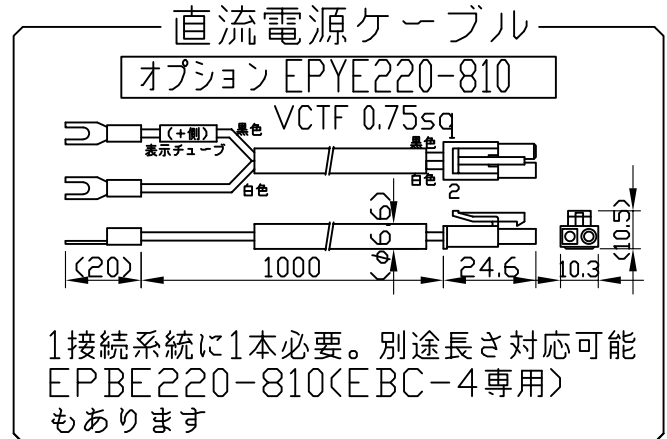 直流電源ケーブル
オプション EPYE220-810
VCTF 0.75sq
1
(+側)
黒色
黒色
表示チューブ
白色
白色
2
(20)
1000
(φ6.6)
24.6
10.3
(10.5)
1接続系統に1本必要。別途長さ対応可能
EPBE220-810(EBC-4専用)
もあります